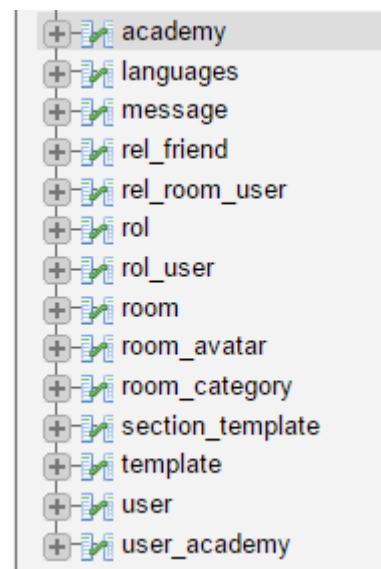 academy
languages
message
rel_friend
rel_room_user
rol
rol_user
room
room_avatar
room_category
section_template
template
user
user_academy